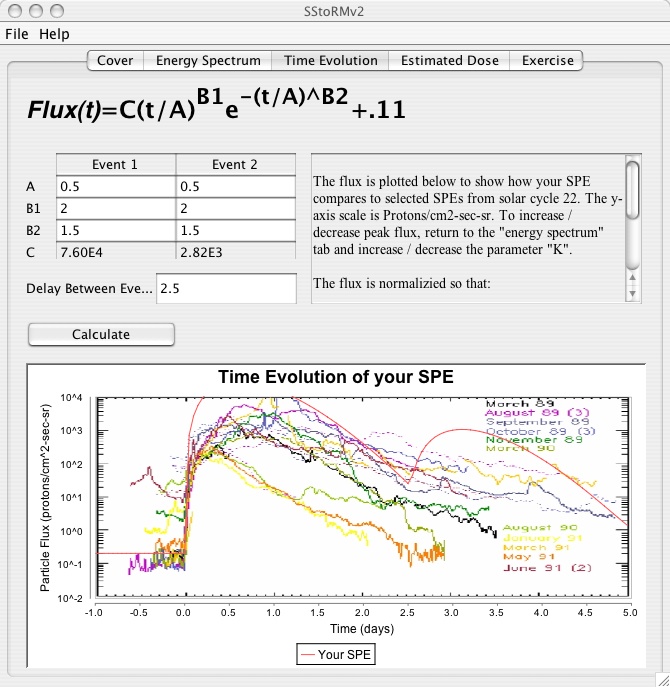 SStoRMv2
File Help
Cover Energy Spectrum Time Evolution Estimated Dose Exercise
Flux(t)=C(t/A)^B1 e^-(t/A)^B2+.11
Event 1 Event 2
A 0.5 0.5
B1 2 2
B2 1.5 1.5
C 7.60E4 2.82E3
Delay Between Eve... 2.5
The flux is plotted below to show how your SPE
compares to selected SPEs from solar cycle 22. The y-
axis scale is Protons/cm2-sec-sr. To increase /
decrease peak flux, return to the "energy spectrum"
tab and increase / decrease the parameter "K".
The flux is normalizied so that:
Calculate
Time Evolution of your SPE
Particle Flux (protons/cm^2-sec-sr)
10^4
10^3
10^2
10^1
10^0
10^-1
10^-2
March 89
August 89 (3)
September 89
October 89 (3)
November 89
March 90
August 90
January 91
March 91
May 91
June 91 (2)
-1.0 -0.5 0.0 0.5 1.0 1.5 2.0 2.5 3.0 3.5 4.0 4.5 5.0
Time (days)
Your SPE